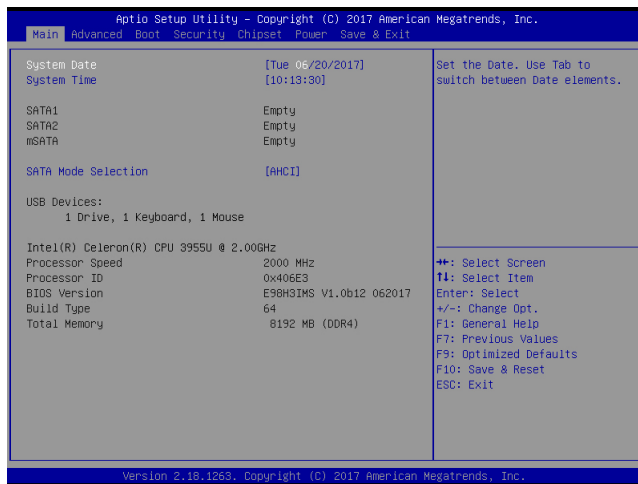 Aptio Setup Utility – Copyright (C) 2017 American Megatrends, Inc.
Main Advanced Boot Security Chipset Power Save & Exit
System Date [Tue 06/20/2017]
System Time [10:13:30]
SATA1 Empty
SATA2 Empty
mSATA Empty
SATA Mode Selection [AHCI]
USB Devices:
1 Drive, 1 Keyboard, 1 Mouse
Intel(R) Celeron(R) CPU 3955U @ 2.00GHz
Processor Speed 2000 MHz
Processor ID 0x406E3
BIOS Version E98H3IMS V1.0b12 062017
Build Type 64
Total Memory 8192 MB (DDR4)
Set the Date. Use Tab to
switch between Date elements.
→←: Select Screen
↑↓: Select Item
Enter: Select
+/-: Change Opt.
F1: General Help
F7: Previous Values
F9: Optimized Defaults
F10: Save & Reset
ESC: Exit
Version 2.18.1263. Copyright (C) 2017 American Megatrends, Inc.